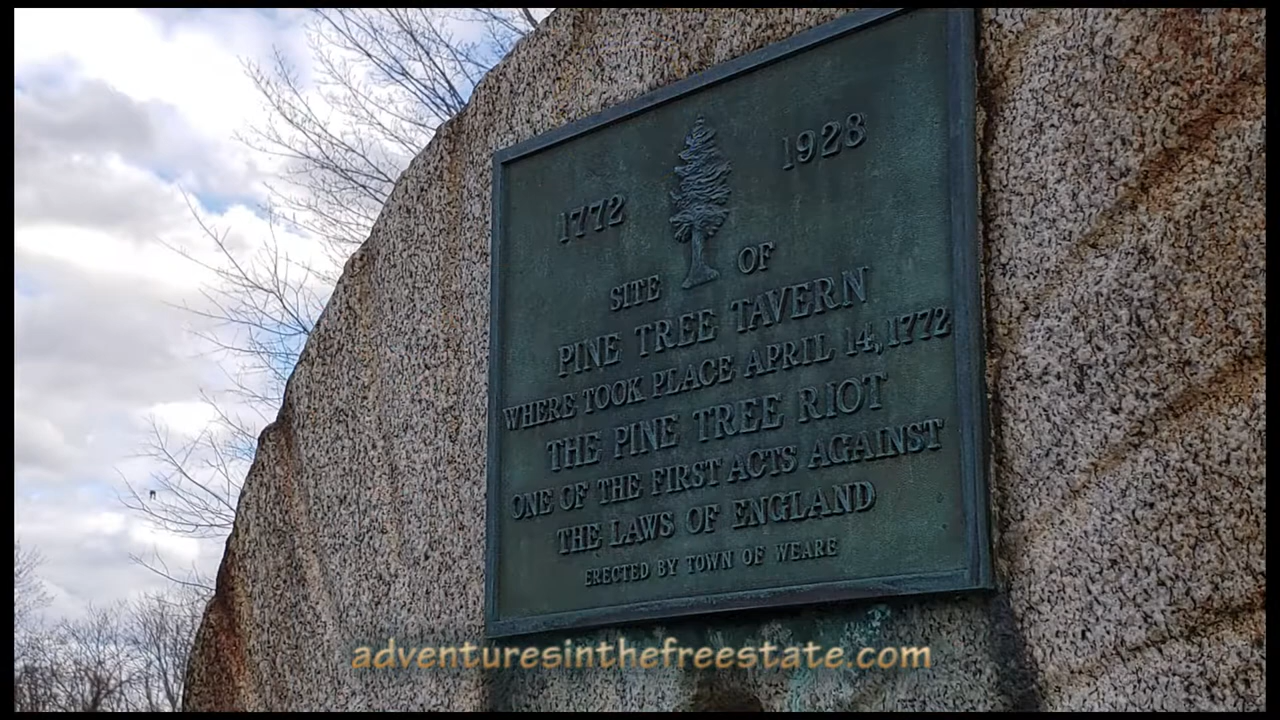 1772 1928
SITE OF
PINE TREE TAVERN
WHERE TOOK PLACE APRIL 14, 1772
THE PINE TREE RIOT
ONE OF THE FIRST ACTS AGAINST
THE LAWS OF ENGLAND
ERECTED BY TOWN OF WEARE
adventuresinthefreestate.com